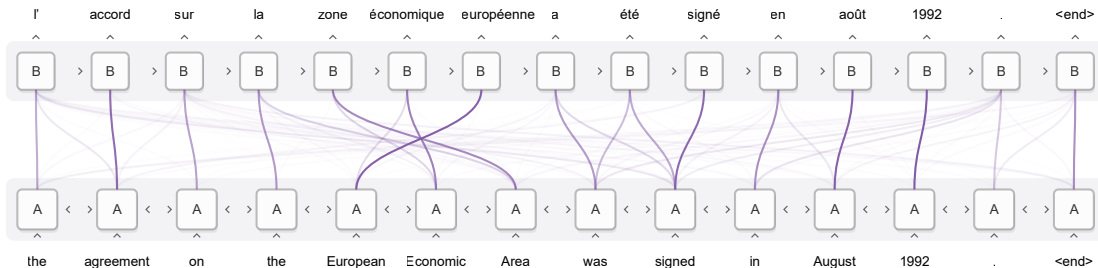 l' accord sur la zone économique européenne a été signé en août 1992 . <end>
B > B > B > B > B > B > B > B > B > B > B > B > B > B > B
A < > A < > A < > A < > A < > A < > A < > A < > A < > A < > A < > A < > A < > A
the agreement on the European Economic Area was signed in August 1992 . <end>